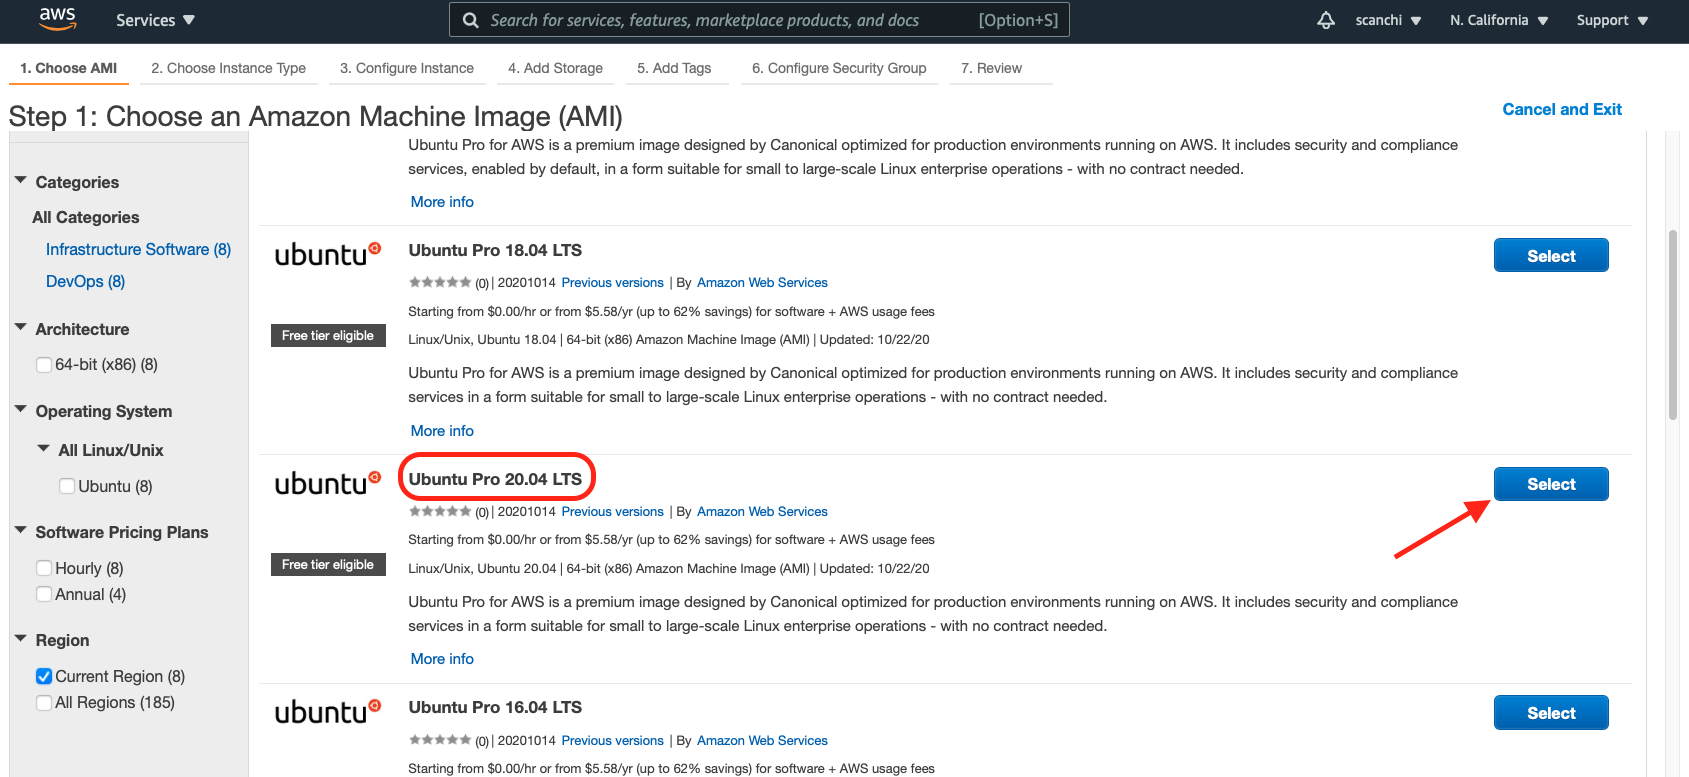 aws
Services
Search for services, features, marketplace products, and docs [Option+S]
scanchi
N. California
Support
1. Choose AMI
2. Choose Instance Type
3. Configure Instance
4. Add Storage
5. Add Tags
6. Configure Security Group
7. Review
Step 1: Choose an Amazon Machine Image (AMI)
Cancel and Exit
Categories
All Categories
Infrastructure Software (8)
DevOps (8)
Architecture
64-bit (x86) (8)
Operating System
All Linux/Unix
Ubuntu (8)
Software Pricing Plans
Hourly (8)
Annual (4)
Region
Current Region (8)
All Regions (185)
Ubuntu Pro for AWS is a premium image designed by Canonical optimized for production environments running on AWS. It includes security and compliance
services, enabled by default, in a form suitable for small to large-scale Linux enterprise operations - with no contract needed.
More info
ubuntu
Free tier eligible
Ubuntu Pro 18.04 LTS
(0) | 20201014 Previous versions | By Amazon Web Services
Starting from $0.00/hr or from $5.58/yr (up to 62% savings) for software + AWS usage fees
Linux/Unix, Ubuntu 18.04 | 64-bit (x86) Amazon Machine Image (AMI) | Updated: 10/22/20
Ubuntu Pro for AWS is a premium image designed by Canonical optimized for production environments running on AWS. It includes security and compliance
services in a form suitable for small to large-scale Linux enterprise operations - with no contract needed.
More info
Select
ubuntu
Free tier eligible
Ubuntu Pro 20.04 LTS
(0) | 20201014 Previous versions | By Amazon Web Services
Starting from $0.00/hr or from $5.58/yr (up to 62% savings) for software + AWS usage fees
Linux/Unix, Ubuntu 20.04 | 64-bit (x86) Amazon Machine Image (AMI) | Updated: 10/22/20
Ubuntu Pro for AWS is a premium image designed by Canonical optimized for production environments running on AWS. It includes security and compliance
services in a form suitable for small to large-scale Linux enterprise operations - with no contract needed.
More info
Select
ubuntu
Ubuntu Pro 16.04 LTS
(0) | 20201014 Previous versions | By Amazon Web Services
Starting from $0.00/hr or from $5.58/yr (up to 62% savings) for software + AWS usage fees
Select